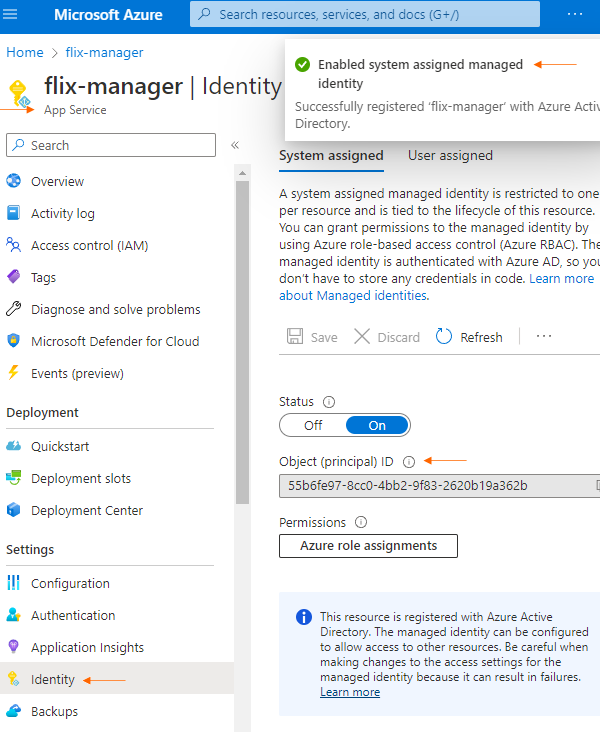 Microsoft Azure
Search resources, services, and docs (G+/)
Home > flix-manager
flix-manager | Identity
App Service
Enabled system assigned managed
identity
Successfully registered 'flix-manager' with Azure Active
Directory.
Search
«
Overview
Activity log
Access control (IAM)
Tags
Diagnose and solve problems
Microsoft Defender for Cloud
Events (preview)
Deployment
Quickstart
Deployment slots
Deployment Center
Settings
Configuration
Authentication
Application Insights
Identity
Backups
System assigned
User assigned
A system assigned managed identity is restricted to one
per resource and is tied to the lifecycle of this resource.
You can grant permissions to the managed identity by
using Azure role-based access control (Azure RBAC). The
managed identity is authenticated with Azure AD, so you
don't have to store any credentials in code. Learn more
about Managed identities.
Save
Discard
Refresh
Status
Off
On
Object (principal) ID
55b6fe97-8cc0-4bb2-9f83-2620b19a362b
Permissions
Azure role assignments
This resource is registered with Azure Active
Directory. The managed identity can be configured
to allow access to other resources. Be careful when
making changes to the access settings for the
managed identity because it can result in failures.
Learn more